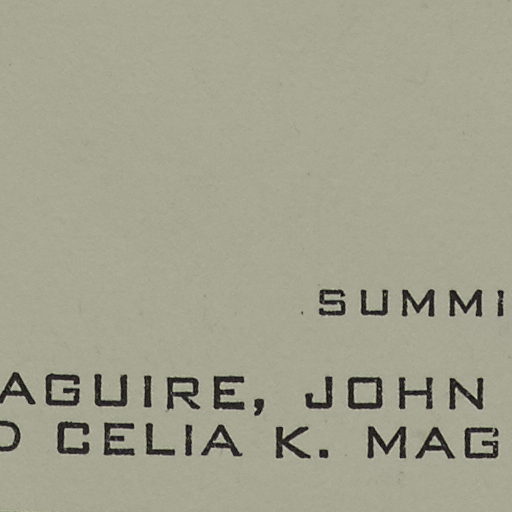 SUMMI
AGUIRE, JOHN
D CELIA K. MAG